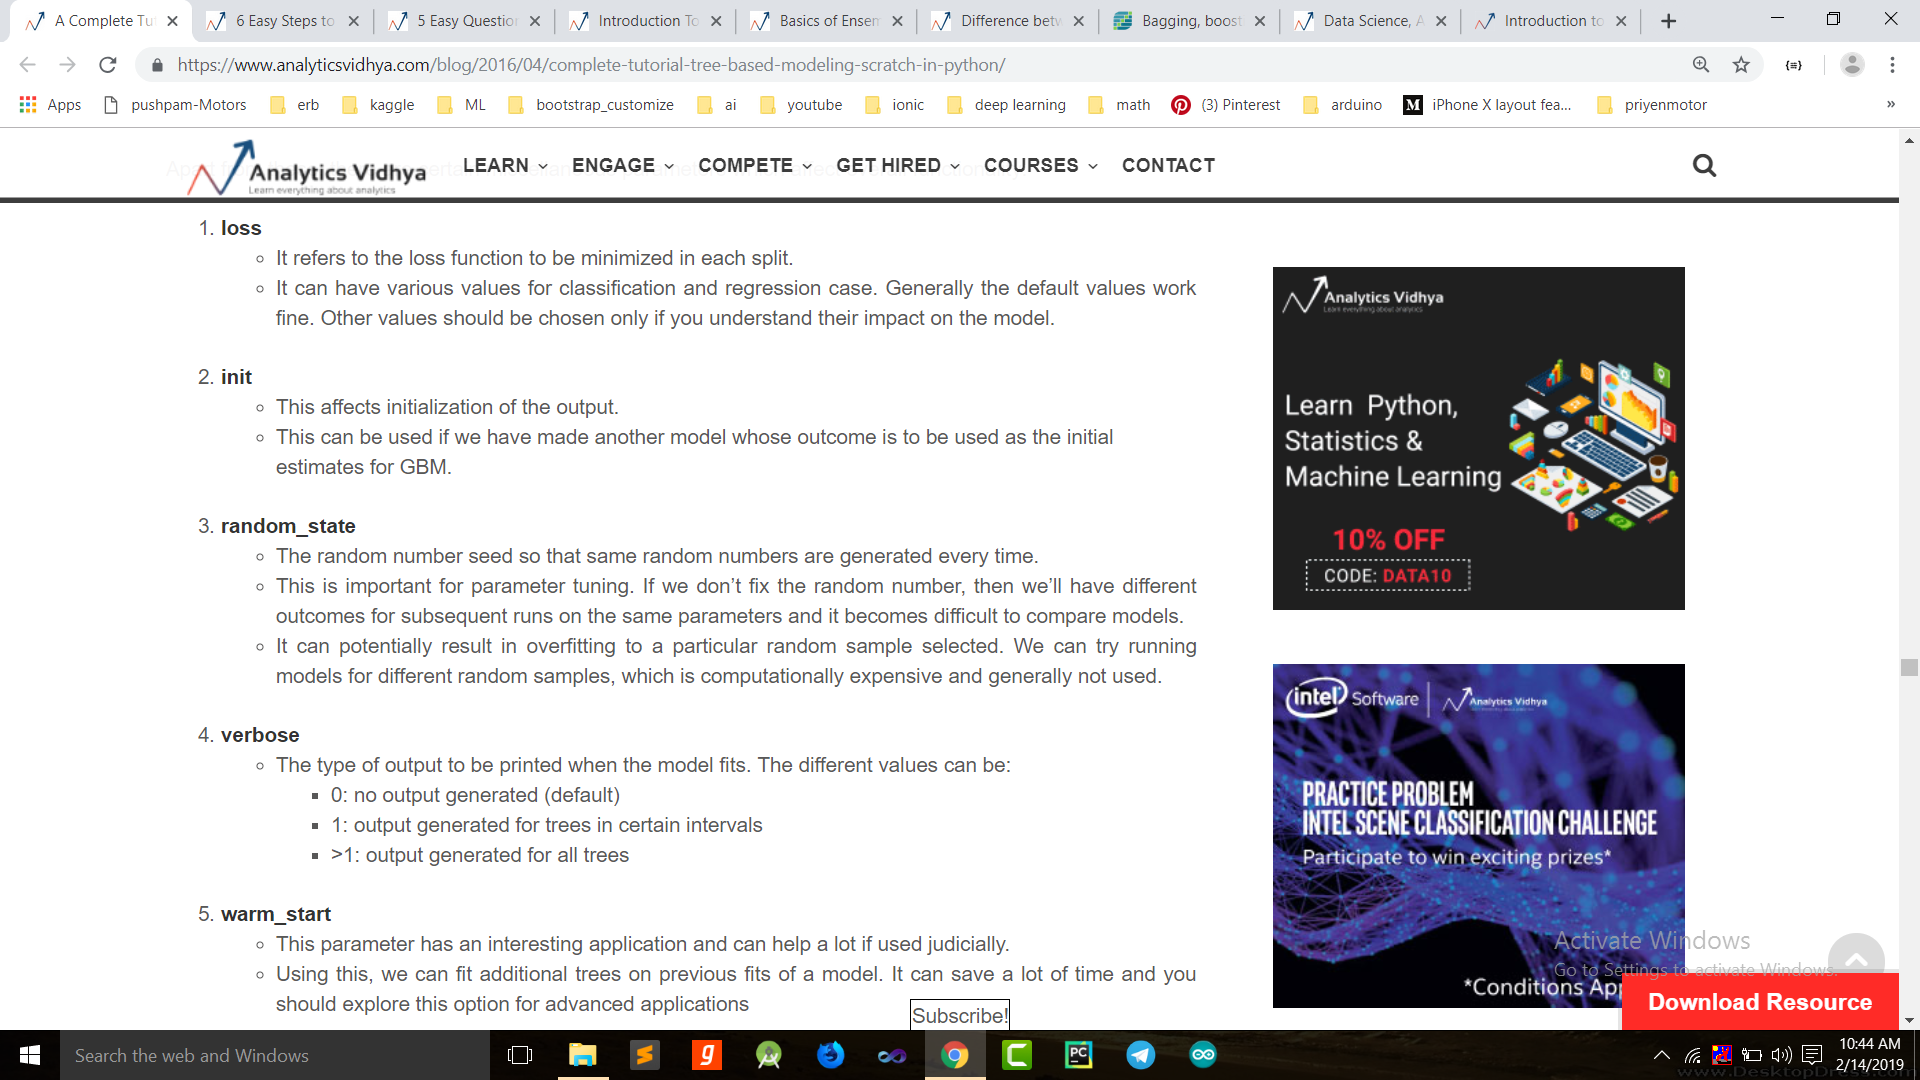 A Complete Tut
6 Easy Steps to
5 Easy Question
Introduction To
Basics of Ensem
Difference betw
Bagging, boost
Data Science, A
Introduction to
https://www.analyticsvidhya.com/blog/2016/04/complete-tutorial-tree-based-modeling-scratch-in-python/
Apps
pushpam-Motors
erb
kaggle
ML
bootstrap_customize
ai
youtube
ionic
deep learning
math
(3) Pinterest
arduino
M iPhone X layout fea...
priyenmotor
»
Analytics Vidhya
Learn everything about analytics
LEARN
ENGAGE
COMPETE
GET HIRED
COURSES
CONTACT
1. loss
It refers to the loss function to be minimized in each split.
It can have various values for classification and regression case. Generally the default values work
fine. Other values should be chosen only if you understand their impact on the model.
2. init
This affects initialization of the output.
This can be used if we have made another model whose outcome is to be used as the initial
estimates for GBM.
3. random_state
The random number seed so that same random numbers are generated every time.
This is important for parameter tuning. If we don’t fix the random number, then we’ll have different
outcomes for subsequent runs on the same parameters and it becomes difficult to compare models.
It can potentially result in overfitting to a particular random sample selected. We can try running
models for different random samples, which is computationally expensive and generally not used.
4. verbose
The type of output to be printed when the model fits. The different values can be:
0: no output generated (default)
1: output generated for trees in certain intervals
>1: output generated for all trees
5. warm_start
This parameter has an interesting application and can help a lot if used judicially.
Using this, we can fit additional trees on previous fits of a model. It can save a lot of time and you
should explore this option for advanced applications
Subscribe!
Analytics Vidhya
Learn everything about analytics
Learn Python,
Statistics &
Machine Learning
10% OFF
CODE: DATA10
intel Software
Analytics Vidhya
PRACTICE PROBLEM
INTEL SCENE CLASSIFICATION CHALLENGE
Participate to win exciting prizes*
*Conditions App
Activate Windows
Go to Settings to activate Windows.
Download Resource
Search the web and Windows
PC
10:44 AM
2/14/2019